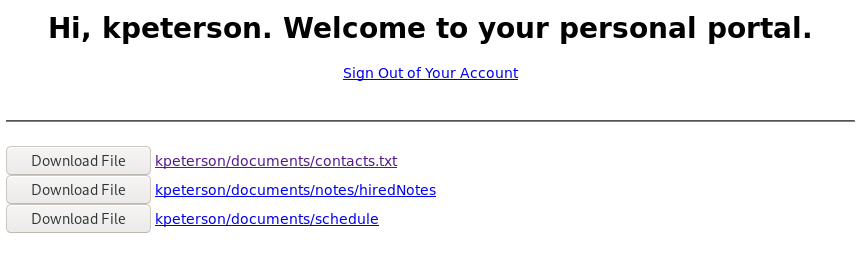 Hi, kpeterson. Welcome to your personal portal.
Sign Out of Your Account
Download File kpeterson/documents/contacts.txt
Download File kpeterson/documents/notes/hiredNotes
Download File kpeterson/documents/schedule